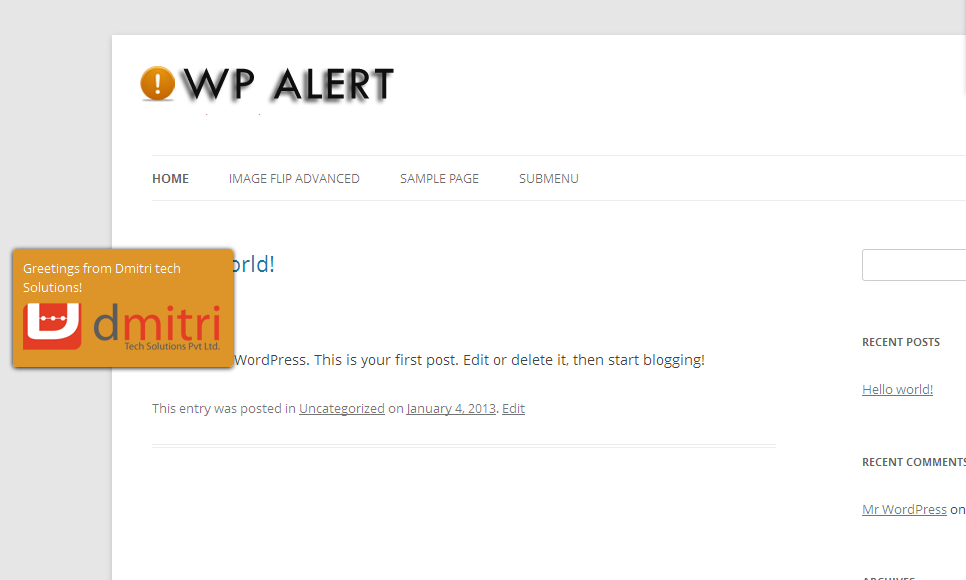 WP ALERT
HOME IMAGE FLIP ADVANCED SAMPLE PAGE SUBMENU
orld!
Greetings from Dmitri tech
Solutions!
dmitri
Tech Solutions Pvt Ltd.
WordPress. This is your first post. Edit or delete it, then start blogging!
This entry was posted in Uncategorized on January 4, 2013. Edit
RECENT POSTS
Hello world!
RECENT COMMENTS
Mr WordPress on
ARCHIVES